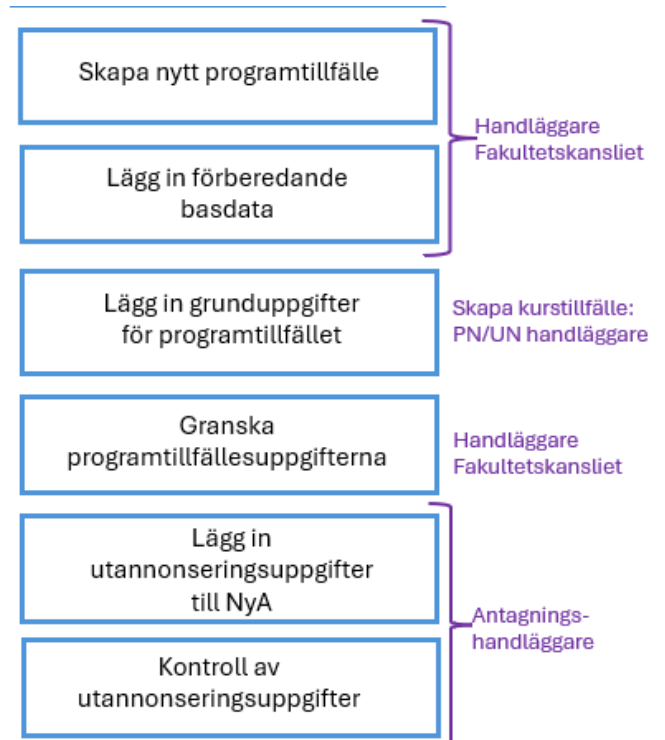 Skapa nytt programtillfälle
Handläggare
Fakultetskansliet
Lägg in förberedande
basdata
Lägg in grunduppgifter
för programtillfället
Skapa kurstillfälle:
PN/UN handläggare
Granska
programtillfällesuppgifterna
Handläggare
Fakultetskansliet
Lägg in
utannonseringsuppgifter
till NyA
Antagnings-
handläggare
Kontroll av
utannonseringsuppgifter